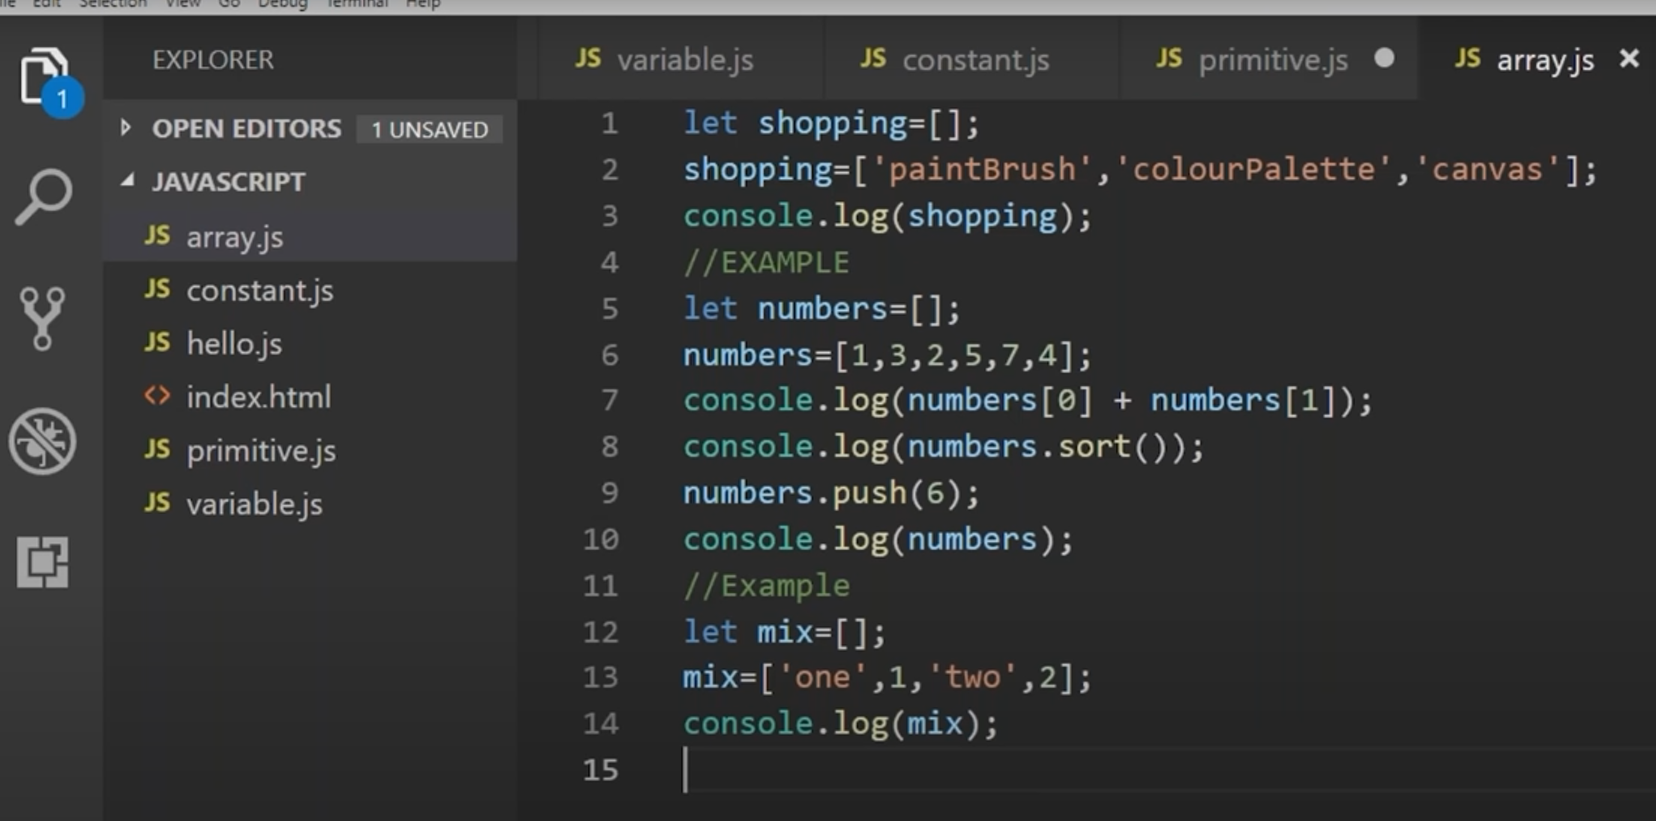 Edit Selection View Go Debug Terminal Help
EXPLORER
OPEN EDITORS 1 UNSAVED
JAVASCRIPT
JS array.js
JS constant.js
JS hello.js
<> index.html
JS primitive.js
JS variable.js
1
JS variable.js JS constant.js JS primitive.js JS array.js
1 let shopping=[];
2 shopping=['paintBrush','colourPalette','canvas'];
3 console.log(shopping);
4 //EXAMPLE
5 let numbers=[];
6 numbers=[1,3,2,5,7,4];
7 console.log(numbers[0] + numbers[1]);
8 console.log(numbers.sort());
9 numbers.push(6);
10 console.log(numbers);
11 //Example
12 let mix=[];
13 mix=['one',1,'two',2];
14 console.log(mix);
15